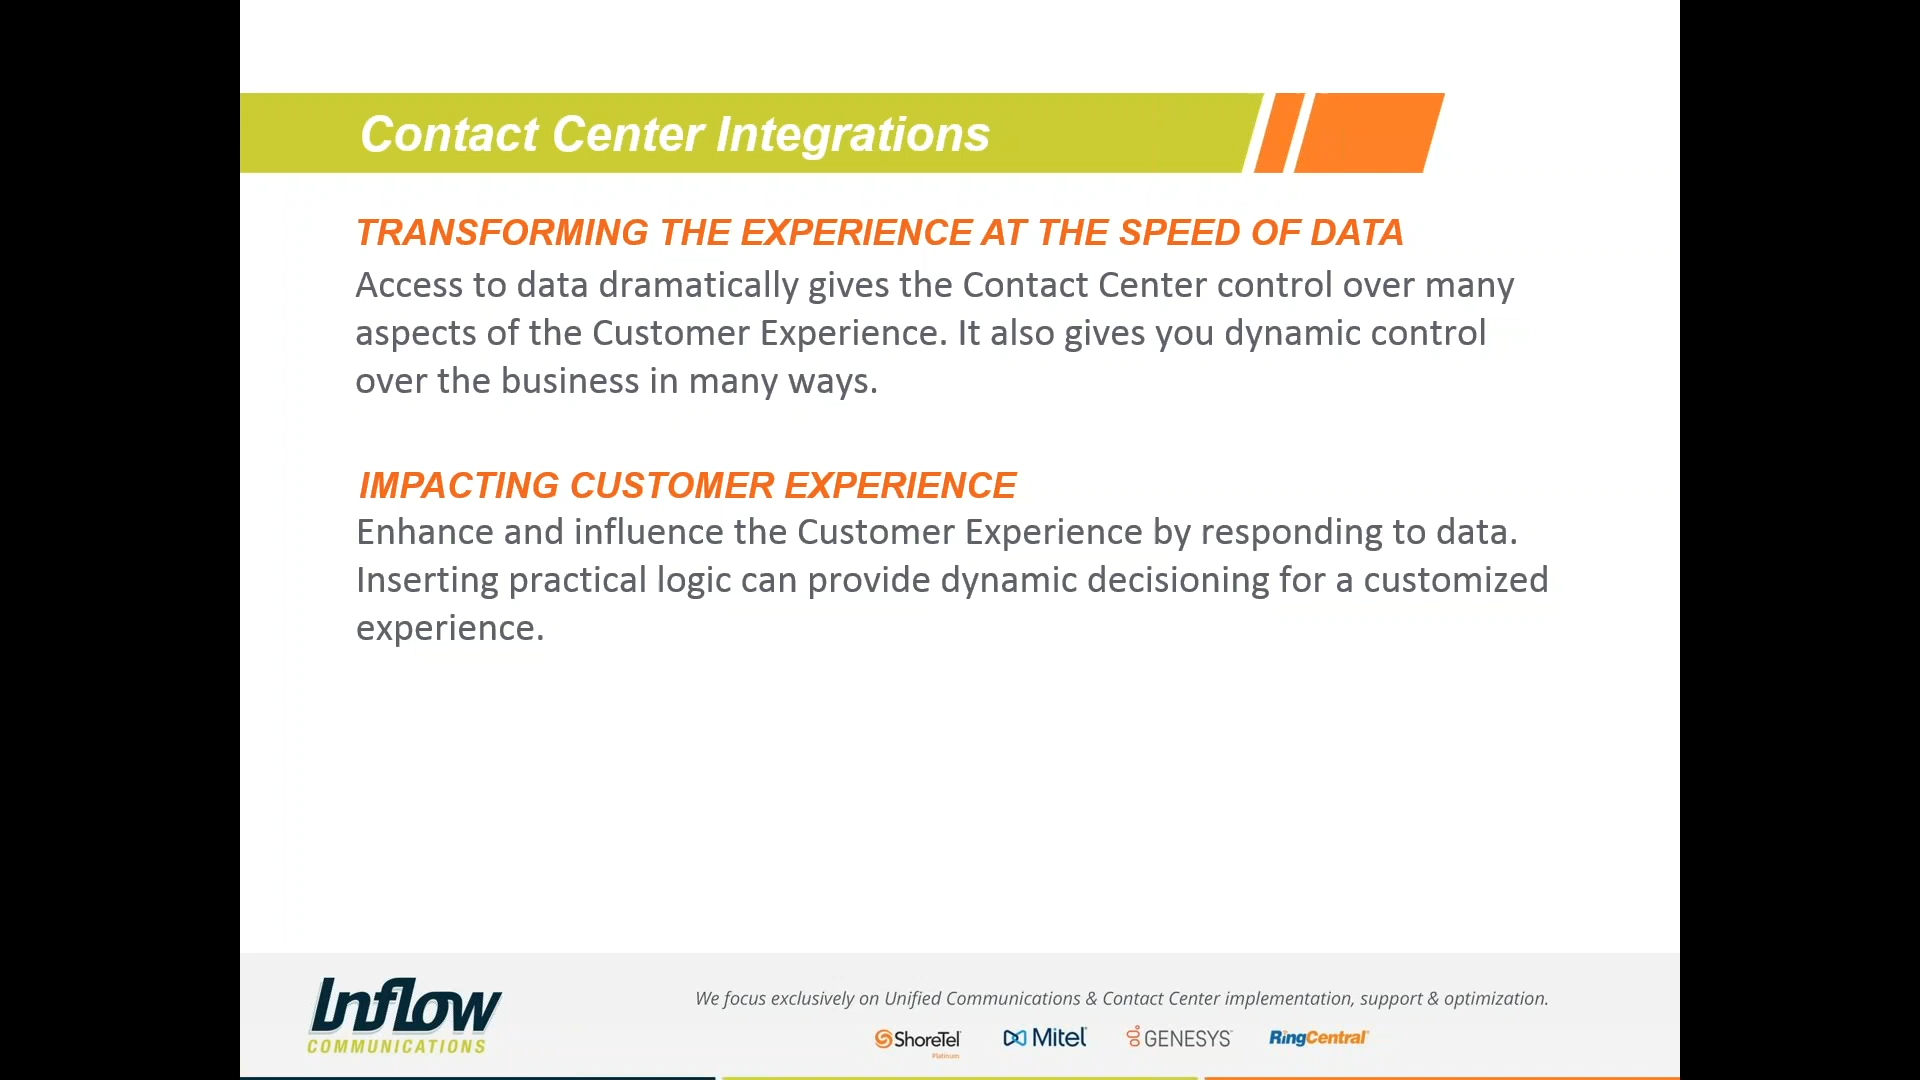 Contact Center Integrations
TRANSFORMING THE EXPERIENCE AT THE SPEED OF DATA
Access to data dramatically gives the Contact Center control over many
aspects of the Customer Experience. It also gives you dynamic control
over the business in many ways.
IMPACTING CUSTOMER EXPERIENCE
Enhance and influence the Customer Experience by responding to data.
Inserting practical logic can provide dynamic decisioning for a customized
experience.
Inflow
COMMUNICATIONS
We focus exclusively on Unified Communications & Contact Center implementation, support & optimization.
ShoreTel Mitel GENESYS RingCentral
Platinum